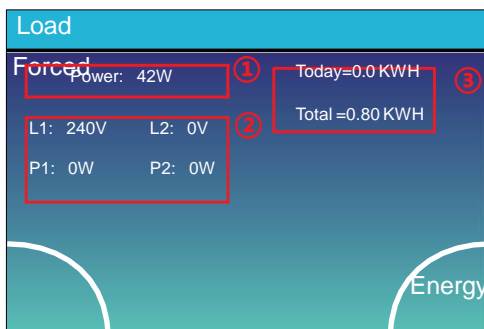 Load
Forced
Power: 42W
①
Today=0.0 KWH
③
Total =0.80 KWH
L1: 240V L2: 0V
②
P1: 0W P2: 0W
Energy